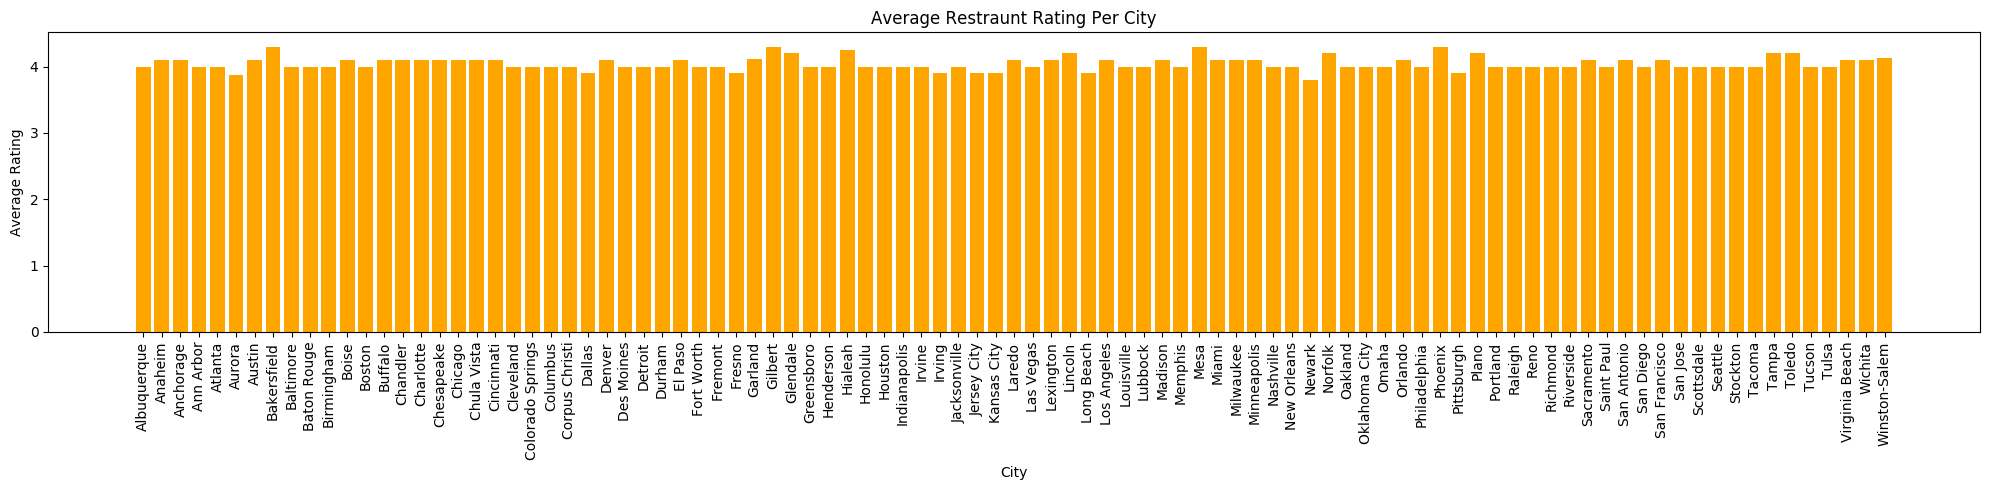 Average Restraunt Rating Per City
Average Rating
4
3
2
1
0
Albuquerque
Anaheim
Anchorage
Ann Arbor
Atlanta
Aurora
Austin
Bakersfield
Baltimore
Baton Rouge
Birmingham
Boise
Boston
Buffalo
Chandler
Charlotte
Chesapeake
Chicago
Chula Vista
Cincinnati
Cleveland
Colorado Springs
Columbus
Corpus Christi
Dallas
Denver
Des Moines
Detroit
Durham
El Paso
Fort Worth
Fremont
Fresno
Garland
Gilbert
Glendale
Greensboro
Henderson
Hialeah
Honolulu
Houston
Indianapolis
Irvine
Irving
Jacksonville
Jersey City
Kansas City
Laredo
Las Vegas
Lexington
Lincoln
Long Beach
Los Angeles
Louisville
Lubbock
Madison
Memphis
Mesa
Miami
Milwaukee
Minneapolis
Nashville
New Orleans
Newark
Norfolk
Oakland
Oklahoma City
Omaha
Orlando
Philadelphia
Phoenix
Pittsburgh
Plano
Portland
Raleigh
Reno
Richmond
Riverside
Sacramento
Saint Paul
San Antonio
San Diego
San Francisco
San Jose
Scottsdale
Seattle
Stockton
Tacoma
Tampa
Toledo
Tucson
Tulsa
Virginia Beach
Wichita
Winston-Salem
City